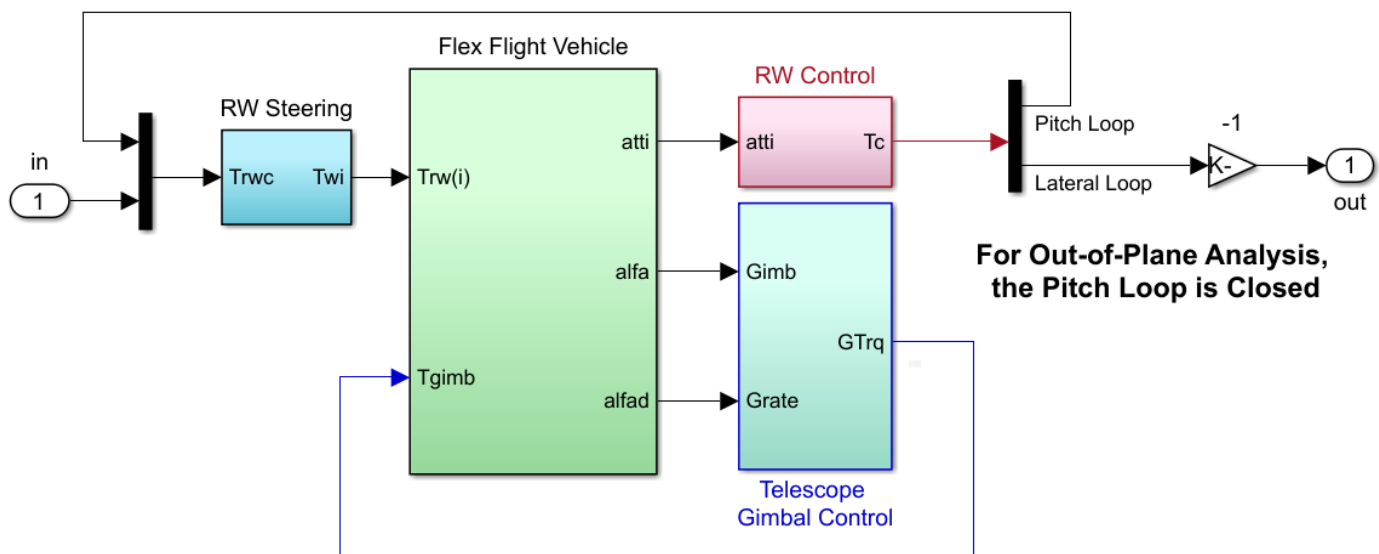 Flex Flight Vehicle
RW Control
RW Steering
in
1
Trwc
Twi
Trw(i)
Tgimb
atti
alfa
alfad
atti
Tc
Gimb
Grate
GTrq
Telescope
Gimbal Control
Pitch Loop
Lateral Loop
-1
K-
1
out
For Out-of-Plane Analysis,
the Pitch Loop is Closed